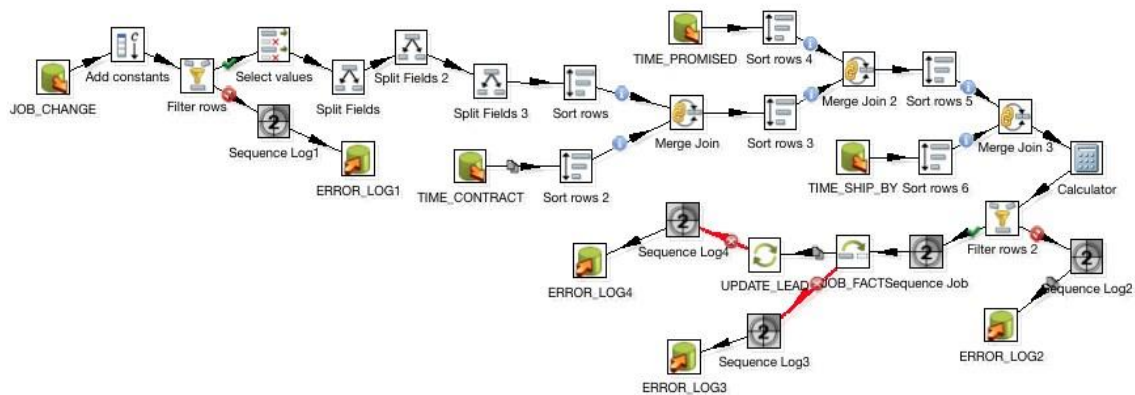 JOB_CHANGE
Add constants
Filter rows
Select values
Split Fields
Split Fields 2
Split Fields 3
Sort rows
Sequence Log1
ERROR_LOG1
TIME_CONTRACT
Sort rows 2
Merge Join
Sort rows 3
TIME_PROMISED
Sort rows 4
Merge Join 2
Sort rows 5
TIME_SHIP_BY
Sort rows 6
Merge Join 3
Calculator
Filter rows 2
Sequence Log2
ERROR_LOG2
Sequence Job
JOB_FACT
UPDATE_LEAD
Sequence Log4
ERROR_LOG4
Sequence Log3
ERROR_LOG3